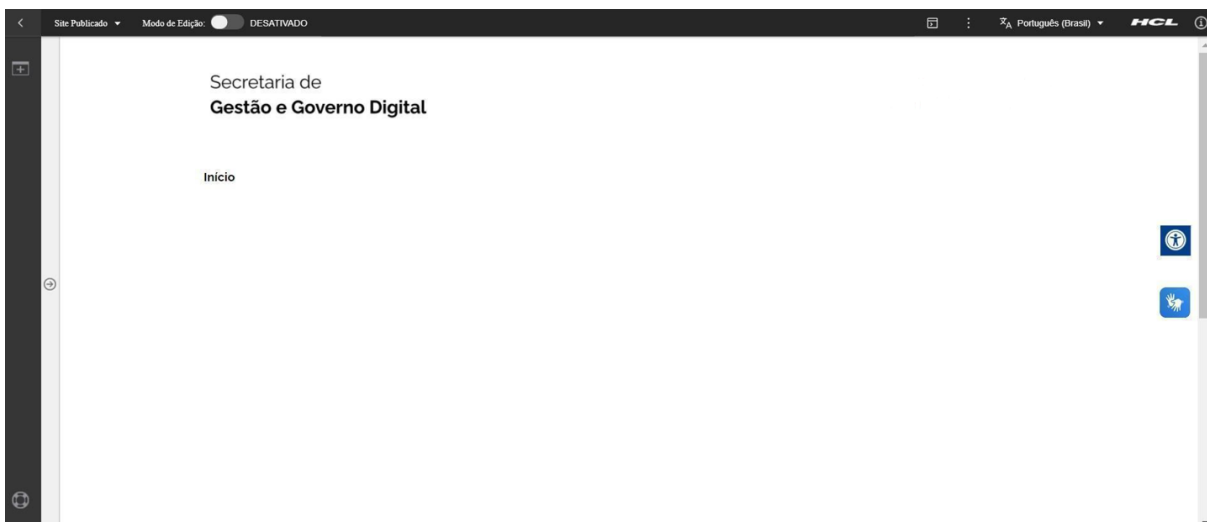 Site Publicado Modo de Edição: DESATIVADO Português (Brasil) HCL
Secretaria de
Gestão e Governo Digital
Início